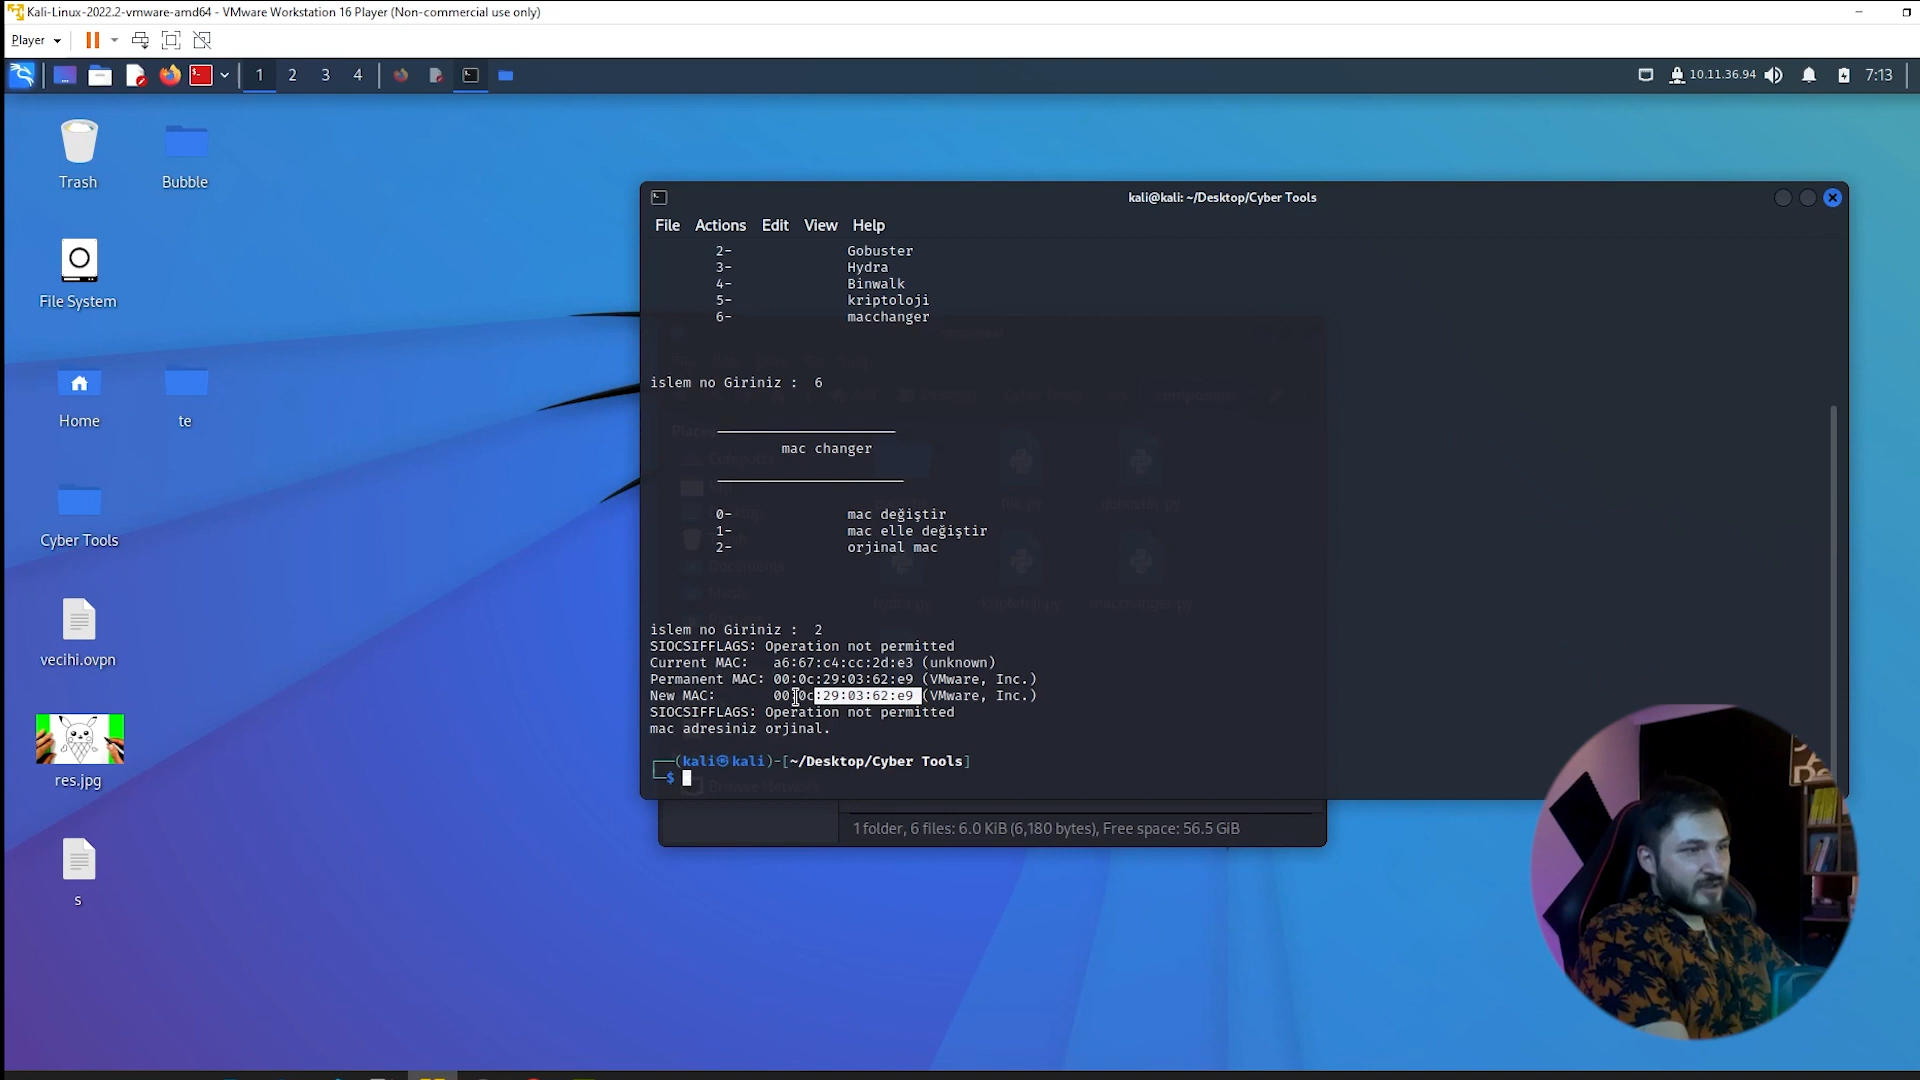 Kali-Linux-2022.2-vmware-amd64 - VMware Workstation 16 Player (Non-commercial use only)
Player
1 2 3 4
10.11.36.94
7:13
Trash
Bubble
File System
Home
te
Cyber Tools
vecihi.ovpn
res.jpg
s
kali@kali: ~/Desktop/Cyber Tools
File Actions Edit View Help
2- Gobuster
3- Hydra
4- Binwalk
5- kriptoloji
6- macchanger
islem no Giriniz : 6
mac changer
0- mac değiştir
1- mac elle değiştir
2- orjinal mac
islem no Giriniz : 2
SIOCSIFFLAGS: Operation not permitted
Current MAC: a6:67:c4:cc:2d:e3 (unknown)
Permanent MAC: 00:0c:29:03:62:e9 (VMware, Inc.)
New MAC: 00:0c:29:03:62:e9 (VMware, Inc.)
SIOCSIFFLAGS: Operation not permitted
mac adresiniz orjinal.
(kali㉿kali)-[~/Desktop/Cyber Tools]
$
1 folder, 6 files: 6.0 KiB (6,180 bytes), Free space: 56.5 GiB